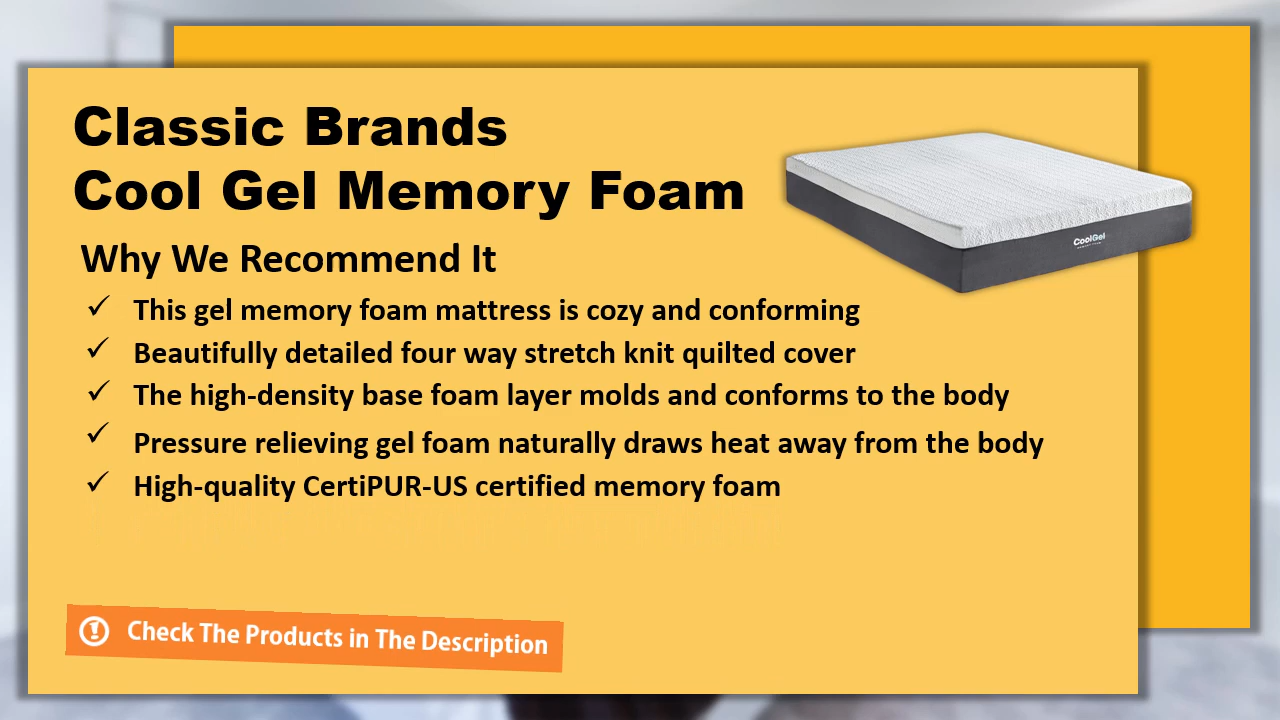 Classic Brands
Cool Gel Memory Foam
Why We Recommend It
✓ This gel memory foam mattress is cozy and conforming
✓ Beautifully detailed four way stretch knit quilted cover
✓ The high-density base foam layer molds and conforms to the body
✓ Pressure relieving gel foam naturally draws heat away from the body
✓ High-quality CertiPUR-US certified memory foam
CoolGel
Check The Products in The Description